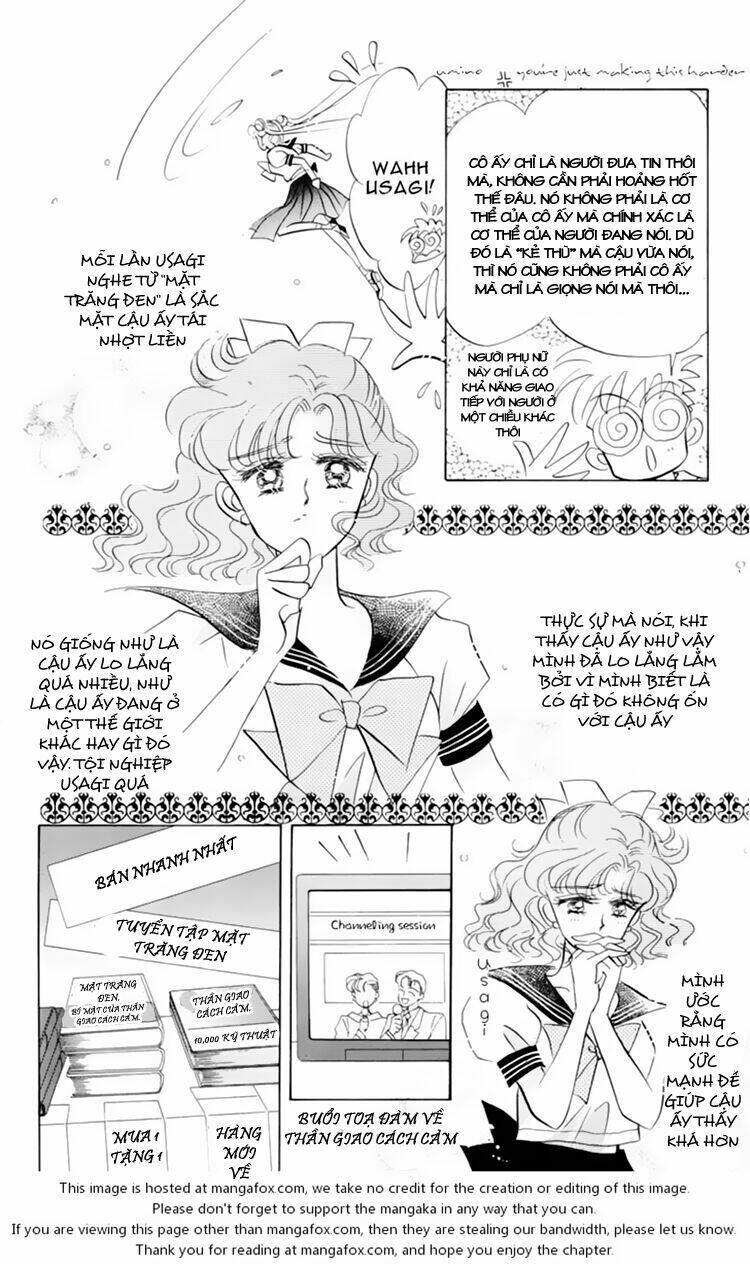 umino you're just making this harder
WAHH
USAGI!
CÔ ẤY CHỈ LÀ NGƯỜI ĐƯA TIN THÔI
MÀ, KHÔNG CẦN PHẢI HOẢNG HỐT
THẾ ĐÂU. NÓ KHÔNG PHẢI LÀ CƠ
THỂ CỦA CÔ ẤY MÀ CHÍNH XÁC LÀ
CƠ THỂ CỦA NGƯỜI ĐANG NÓI. DÙ
ĐÓ LÀ "KẺ THÙ" MÀ CẬU VỪA NÓI,
THÌ NÓ CŨNG KHÔNG PHẢI CÔ ẤY
MÀ CHỈ LÀ GIỌNG NÓI MÀ THÔI...
NGƯỜI PHỤ NỮ
NÀY CHỈ LÀ CÓ
KHẢ NĂNG GIAO
TIẾP VỚI NGƯỜI Ở
MỘT CHIỀU KHÁC
THÔI
MỖI LẦN USAGI
NGHE TỪ "MẶT
TRĂNG ĐEN" LÀ SẮC
MẶT CẬU ẤY TÁI
NHỢT LIỀN
THỰC SỰ MÀ NÓI, KHI
THẤY CẬU ẤY NHƯ VẬY
MÌNH ĐÃ LO LẮNG LẮM
BỞI VÌ MÌNH BIẾT LÀ
CÓ GÌ ĐÓ KHÔNG ỔN
VỚI CẬU ẤY
NÓ GIỐNG NHƯ LÀ
CẬU ẤY LO LẮNG
QUÁ NHIỀU, NHƯ
LÀ CẬU ẤY ĐANG Ở
MỘT THẾ GIỚI
KHÁC HAY GÌ ĐÓ
VẬY. TỘI NGHIỆP
USAGI QUÁ
BÁN NHANH NHẤT
TUYỂN TẬP MẶT
TRĂNG ĐEN
MẶT TRĂNG
ĐEN.
BÍ MẬT CỦA THẦN
GIAO CÁCH CẢM.
THẦN GIAO
CÁCH CẢM.
10.000 KỸ THUẬT
MUA 1
TẶNG 1
HÀNG
MỚI
VỀ
Channeling session
BUỔI TOẠ ĐÀM VỀ
THẦN GIAO CÁCH CẢM
usagi
MÌNH
ƯỚC
RẰNG
MÌNH CÓ
SỨC
MẠNH ĐỂ
GIÚP CẬU
ẤY THẤY
KHÁ HƠN
This image is hosted at mangafox.com, we take no credit for the creation or editing of this image.
Please don't forget to support the mangaka in any way that you can.
If you are viewing this page other than mangafox.com, then they are stealing our bandwidth, please let us know.
Thank you for reading at mangafox.com, and hope you enjoy the chapter.